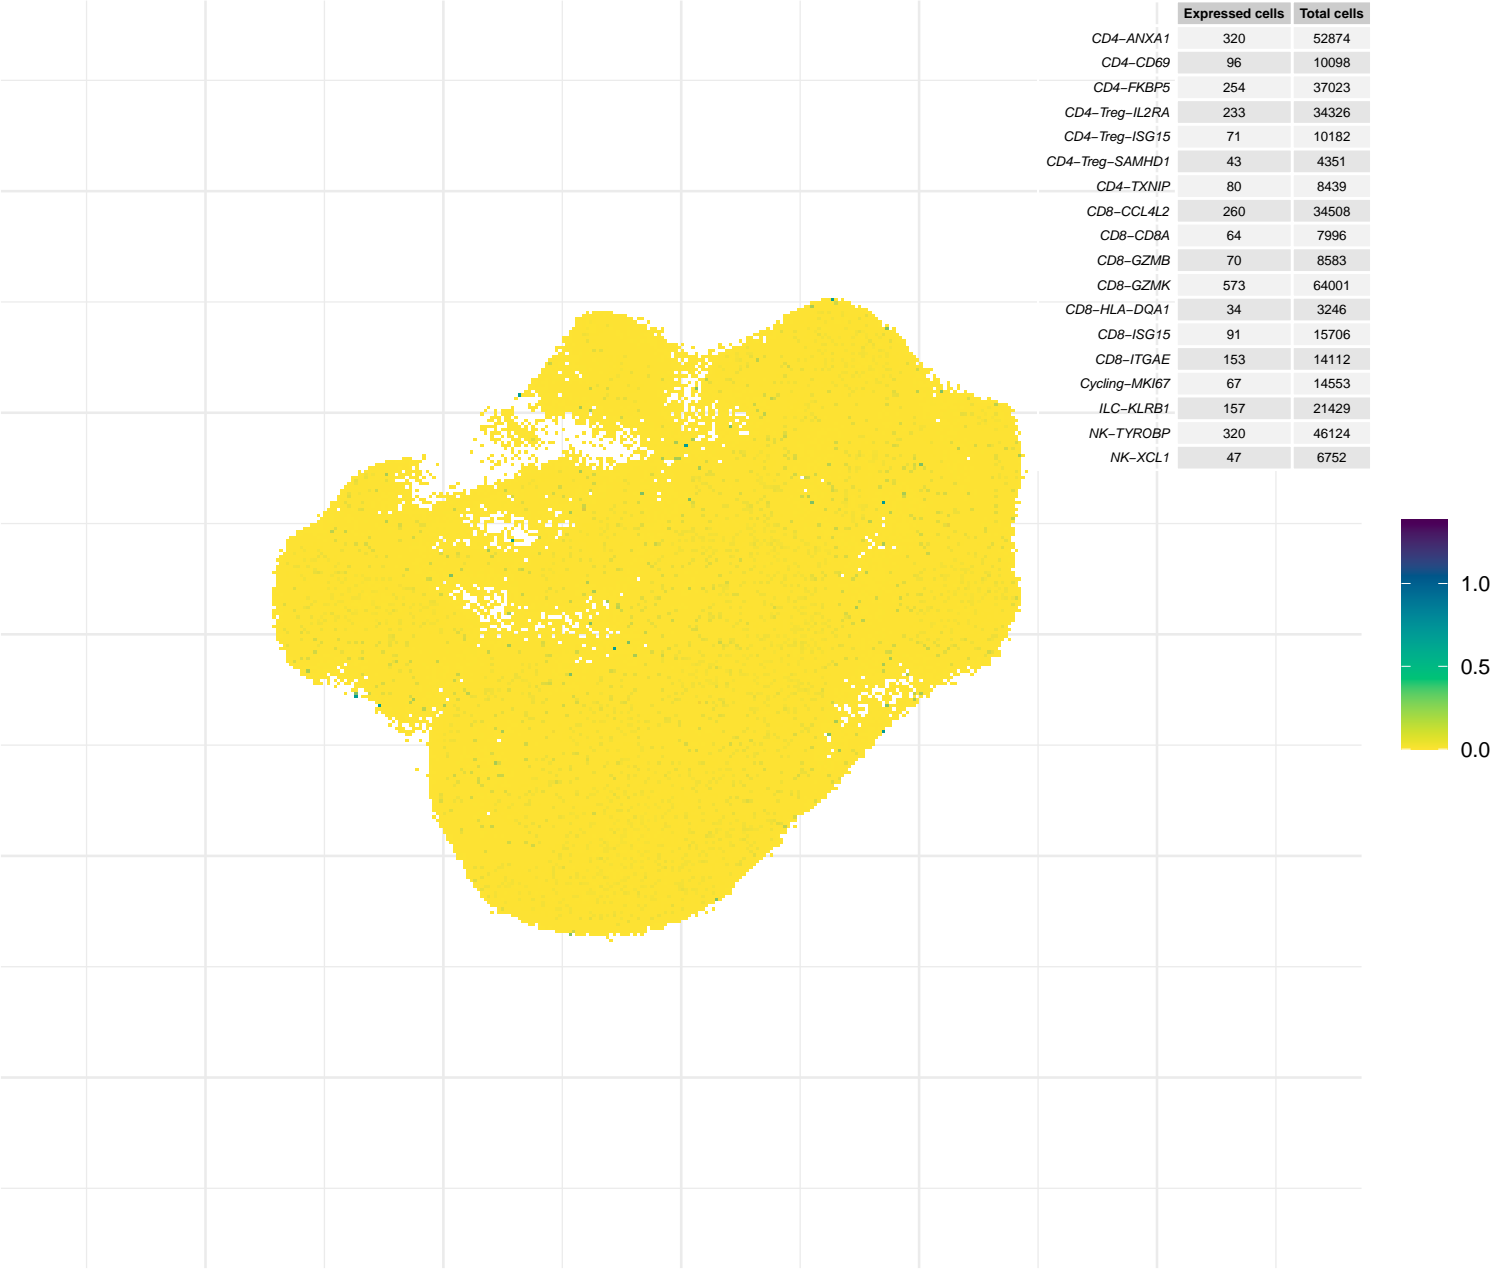 Expressed cells Total cells
CD4−ANXA1 320 52874
CD4−CD69 96 10098
CD4−FKBP5 254 37023
CD4−Treg−IL2RA 233 34326
CD4−Treg−ISG15 71 10182
CD4−Treg−SAMHD1 43 4351
CD4−TXNIP 80 8439
CD8−CCL4L2 260 34508
CD8−CD8A 64 7996
CD8−GZMB 70 8583
CD8−GZMK 573 64001
CD8−HLA−DQA1 34 3246
CD8−ISG15 91 15706
CD8−ITGAE 153 14112
Cycling−MKI67 67 14553
ILC−KLRB1 157 21429
NK−TYROBP 320 46124
NK−XCL1 47 6752
1.0
0.5
0.0